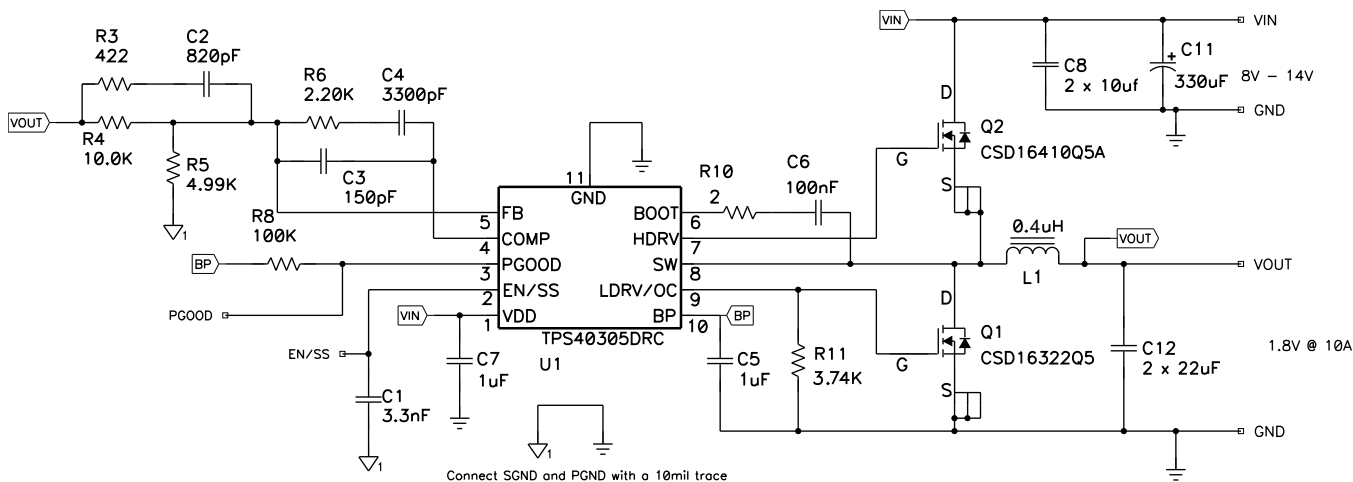 R3
422
C2
820pF
VOUT
R4
10.0K
R5
4.99K
1
R6
2.20K
C4
3300pF
C3
150pF
R8
100K
BP
PGOOD
EN/SS
C1
3.3nF
1
VIN
C7
1uF
11
GND
5 FB
4 COMP
3 PGOOD
2 EN/SS
1 VDD
BOOT 6
HDRV 7
SW 8
LDRV/OC 9
BP 10
TPS40305DRC
U1
R10
2
C6
100nF
BP
C5
1uF
R11
3.74K
VIN
D
G
S
Q2
CSD16410Q5A
C8
2 x 10uf
+ C11
330uF
VIN
8V - 14V
GND
0.4uH
L1
VOUT
VOUT
D
G
S
Q1
CSD16322Q5
C12
2 x 22uF
1.8V @ 10A
GND
1
Connect SGND and PGND with a 10mil trace